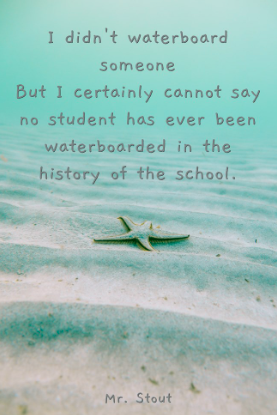 I didn't waterboard
someone
But I certainly cannot say
no student has ever been
waterboarded in the
history of the school.
Mr. Stout